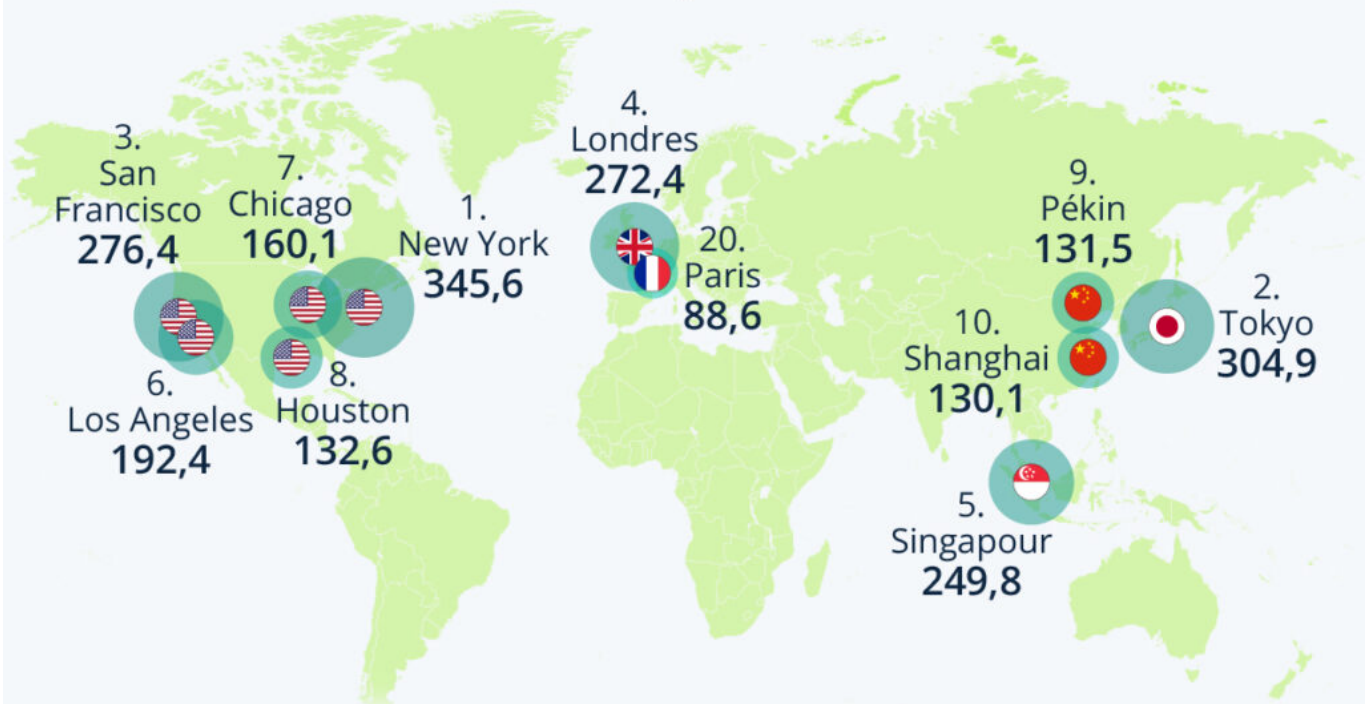 3.
San
Francisco
276,4
7.
Chicago
160,1
1.
New York
345,6
4.
Londres
272,4
20.
Paris
88,6
9.
Pékin
131,5
2.
Tokyo
304,9
10.
Shanghai
130,1
6.
Los Angeles
192,4
8.
Houston
132,6
5.
Singapour
249,8